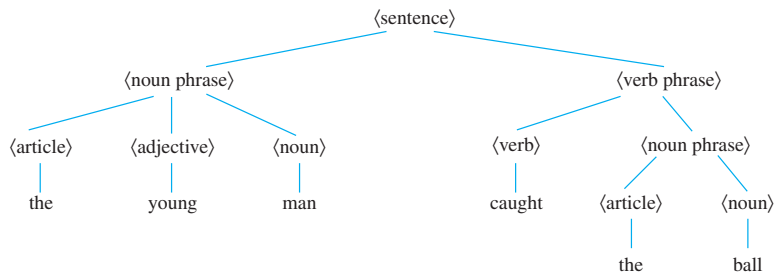 ⟨sentence⟩
⟨noun phrase⟩ ⟨verb phrase⟩
⟨article⟩ ⟨adjective⟩ ⟨noun⟩ ⟨verb⟩ ⟨noun phrase⟩
the young man caught ⟨article⟩ ⟨noun⟩
the ball